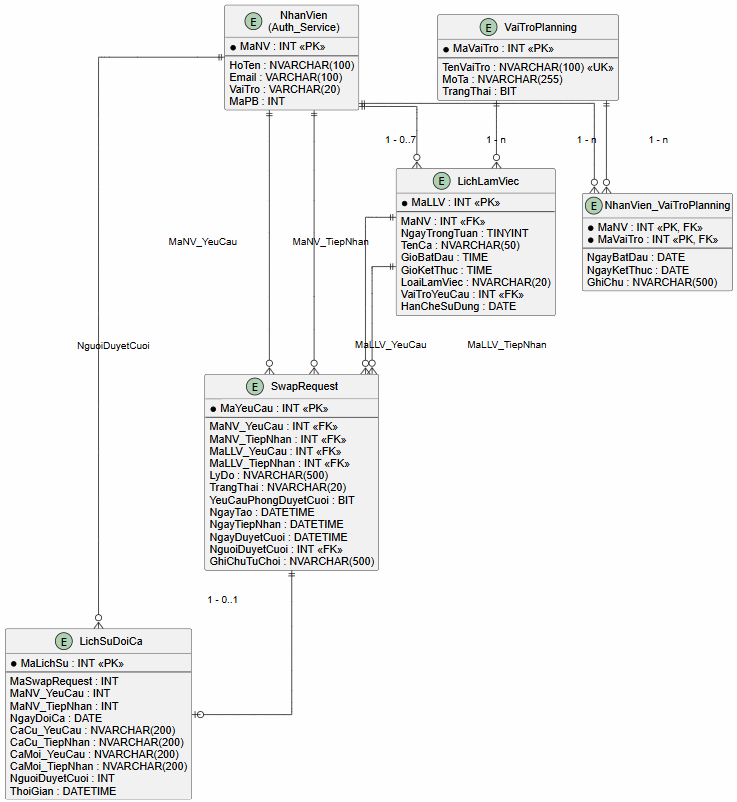 E
NhanVien
(Auth_Service)
MaNV : INT «PK»
HoTen : NVARCHAR(100)
Email : VARCHAR(100)
VaiTro : VARCHAR(20)
MaPB : INT
E
VaiTroPlanning
MaVaiTro : INT «PK»
TenVaiTro : NVARCHAR(100) «UK»
MoTa : NVARCHAR(255)
TrangThai : BIT
1 - 0..7
1 - n
1 - n
1 - n
E
LichLamViec
MaLLV : INT «PK»
MaNV : INT «FK»
NgayTrongTuan : TINYINT
TenCa : NVARCHAR(50)
GioBatDau : TIME
GioKetThuc : TIME
LoaiLamViec : NVARCHAR(20)
VaiTroYeuCau : INT «FK»
HanCheSuDung : DATE
E
NhanVien_VaiTroPlanning
MaNV : INT «PK, FK»
MaVaiTro : INT «PK, FK»
NgayBatDau : DATE
NgayKetThuc : DATE
GhiChu : NVARCHAR(500)
MaNV_YeuCau
MaNV_TiepNhan
NguoiDuyetCuoi
MaLLV_YeuCau
MaLLV_TiepNhan
E
SwapRequest
MaYeuCau : INT «PK»
MaNV_YeuCau : INT «FK»
MaNV_TiepNhan : INT «FK»
MaLLV_YeuCau : INT «FK»
MaLLV_TiepNhan : INT «FK»
LyDo : NVARCHAR(500)
TrangThai : NVARCHAR(20)
YeuCauPhongDuyetCuoi : BIT
NgayTao : DATETIME
NgayTiepNhan : DATETIME
NgayDuyetCuoi : DATETIME
NguoiDuyetCuoi : INT «FK»
GhiChuTuChoi : NVARCHAR(500)
1 - 0..1
E
LichSuDoiCa
MaLichSu : INT «PK»
MaSwapRequest : INT
MaNV_YeuCau : INT
MaNV_TiepNhan : INT
NgayDoiCa : DATE
CaCu_YeuCau : NVARCHAR(200)
CaCu_TiepNhan : NVARCHAR(200)
CaMoi_YeuCau : NVARCHAR(200)
CaMoi_TiepNhan : NVARCHAR(200)
NguoiDuyetCuoi : INT
ThoiGian : DATETIME